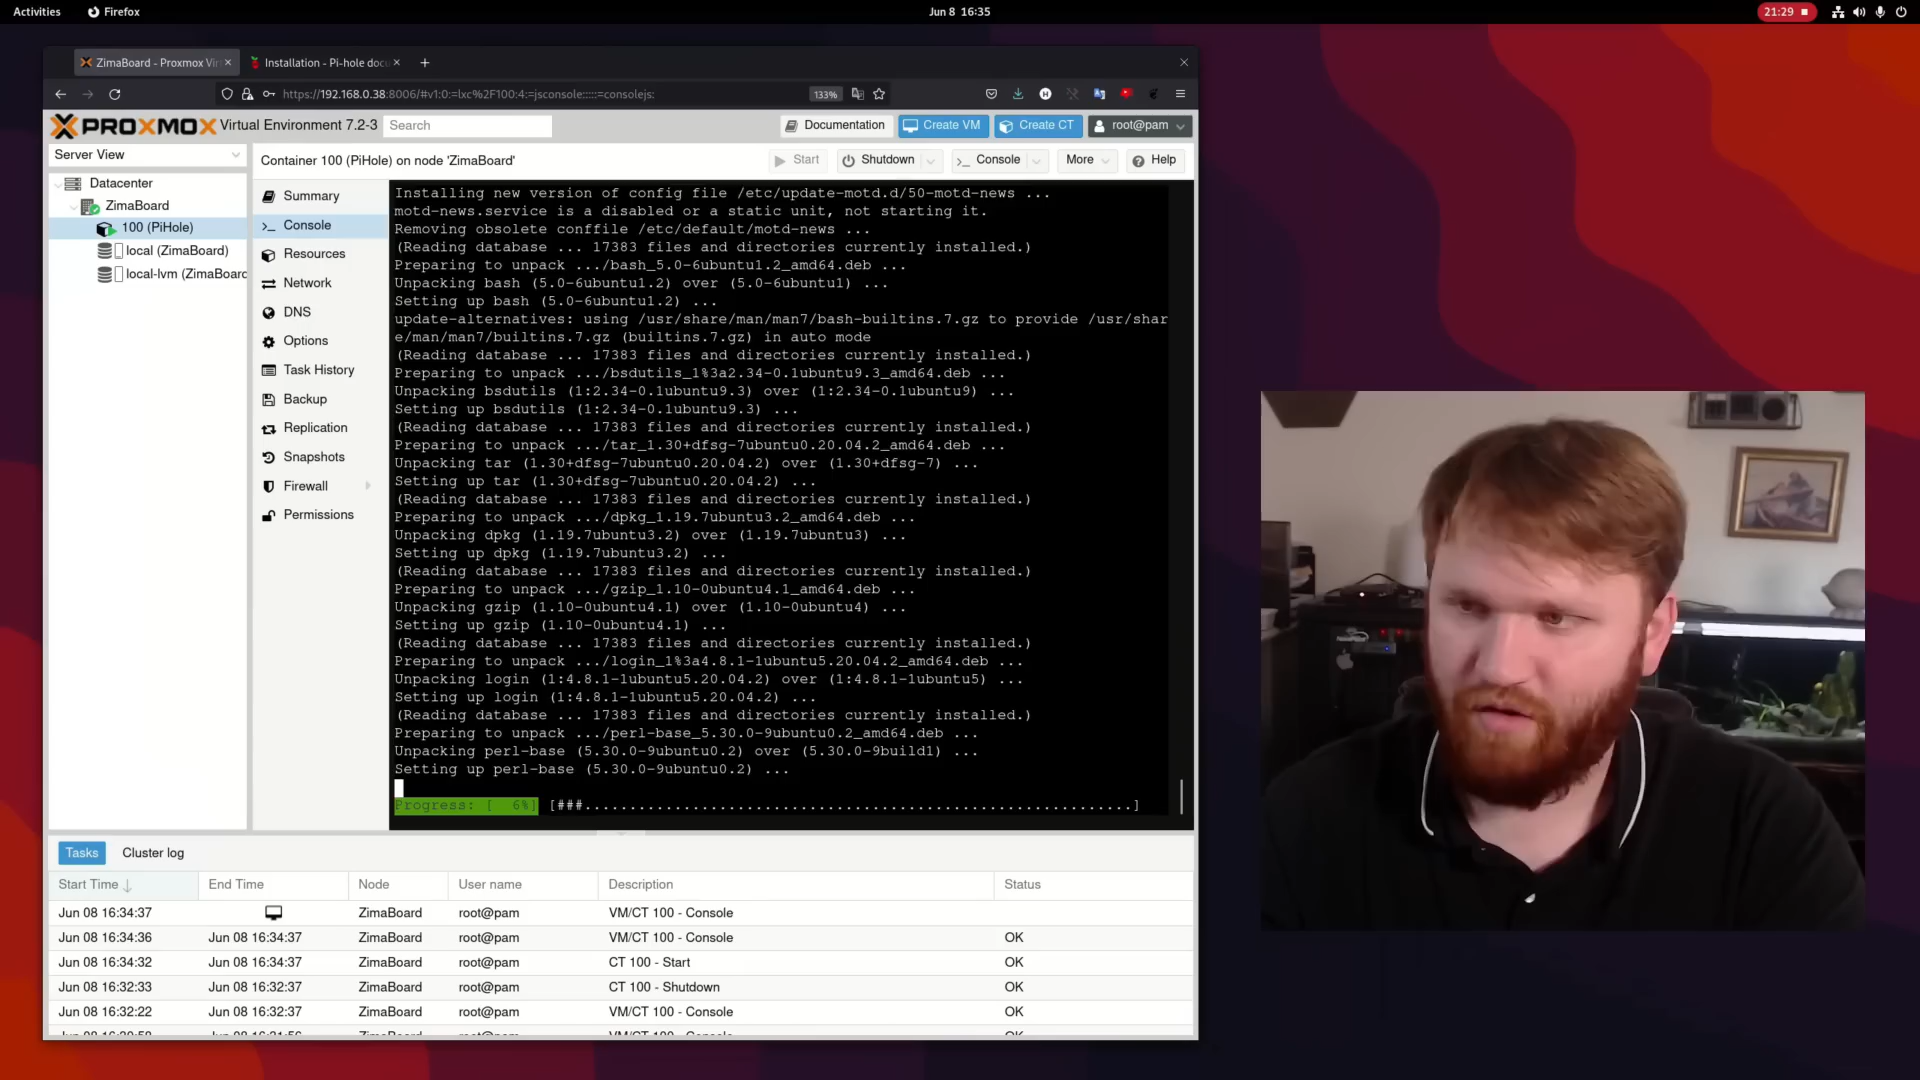 Activities
Firefox
Jun 8 16:35
21:29
ZimaBoard - Proxmox Vir
Installation - Pi-hole docu
https://192.168.0.38:8006/#v1:0:=lxc%2F100:4:=jsconsole:::::=consolejs:
133%
PROXMOX Virtual Environment 7.2-3
Search
Documentation
Create VM
Create CT
root@pam
Server View
Container 100 (PiHole) on node 'ZimaBoard'
Start
Shutdown
Console
More
Help
Datacenter
ZimaBoard
100 (PiHole)
local (ZimaBoard)
local-lvm (ZimaBoard
Summary
Console
Resources
Network
DNS
Options
Task History
Backup
Replication
Snapshots
Firewall
Permissions
Installing new version of config file /etc/update-motd.d/50-motd-news ...
motd-news.service is a disabled or a static unit, not starting it.
Removing obsolete conffile /etc/default/motd-news ...
(Reading database ... 17383 files and directories currently installed.)
Preparing to unpack .../bash_5.0-6ubuntu1.2_amd64.deb ...
Unpacking bash (5.0-6ubuntu1.2) over (5.0-6ubuntu1) ...
Setting up bash (5.0-6ubuntu1.2) ...
update-alternatives: using /usr/share/man/man7/bash-builtins.7.gz to provide /usr/shar
e/man/man7/builtins.7.gz (builtins.7.gz) in auto mode
(Reading database ... 17383 files and directories currently installed.)
Preparing to unpack .../bsdutils_1%3a2.34-0.1ubuntu9.3_amd64.deb ...
Unpacking bsdutils (1:2.34-0.1ubuntu9.3) over (1:2.34-0.1ubuntu9) ...
Setting up bsdutils (1:2.34-0.1ubuntu9.3) ...
(Reading database ... 17383 files and directories currently installed.)
Preparing to unpack .../tar_1.30+dfsg-7ubuntu0.20.04.2_amd64.deb ...
Unpacking tar (1.30+dfsg-7ubuntu0.20.04.2) over (1.30+dfsg-7) ...
Setting up tar (1.30+dfsg-7ubuntu0.20.04.2) ...
(Reading database ... 17383 files and directories currently installed.)
Preparing to unpack .../dpkg_1.19.7ubuntu3.2_amd64.deb ...
Unpacking dpkg (1.19.7ubuntu3.2) over (1.19.7ubuntu3) ...
Setting up dpkg (1.19.7ubuntu3.2) ...
(Reading database ... 17383 files and directories currently installed.)
Preparing to unpack .../gzip_1.10-0ubuntu4.1_amd64.deb ...
Unpacking gzip (1.10-0ubuntu4.1) over (1.10-0ubuntu4) ...
Setting up gzip (1.10-0ubuntu4.1) ...
(Reading database ... 17383 files and directories currently installed.)
Preparing to unpack .../login_1%3a4.8.1-1ubuntu5.20.04.2_amd64.deb ...
Unpacking login (1:4.8.1-1ubuntu5.20.04.2) over (1:4.8.1-1ubuntu5) ...
Setting up login (1:4.8.1-1ubuntu5.20.04.2) ...
(Reading database ... 17383 files and directories currently installed.)
Preparing to unpack .../perl-base_5.30.0-9ubuntu0.2_amd64.deb ...
Unpacking perl-base (5.30.0-9ubuntu0.2) over (5.30.0-9build1) ...
Setting up perl-base (5.30.0-9ubuntu0.2) ...
Progress: [ 6%] [###..............................................................]
Tasks
Cluster log
Start Time End Time Node User name Description Status
Jun 08 16:34:37 ZimaBoard root@pam VM/CT 100 - Console
Jun 08 16:34:36 Jun 08 16:34:37 ZimaBoard root@pam VM/CT 100 - Console OK
Jun 08 16:34:32 Jun 08 16:34:37 ZimaBoard root@pam CT 100 - Start OK
Jun 08 16:32:33 Jun 08 16:32:37 ZimaBoard root@pam CT 100 - Shutdown OK
Jun 08 16:32:22 Jun 08 16:32:37 ZimaBoard root@pam VM/CT 100 - Console OK